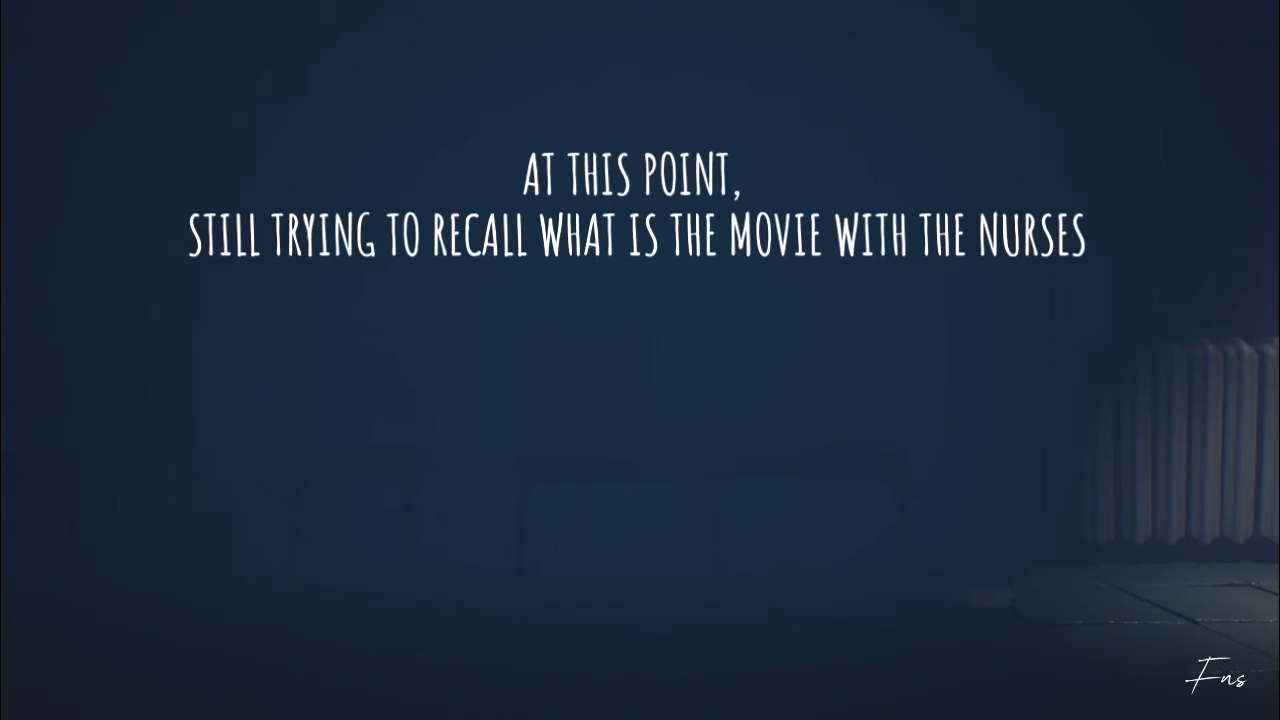 AT THIS POINT,
STILL TRYING TO RECALL WHAT IS THE MOVIE WITH THE NURSES
Fns